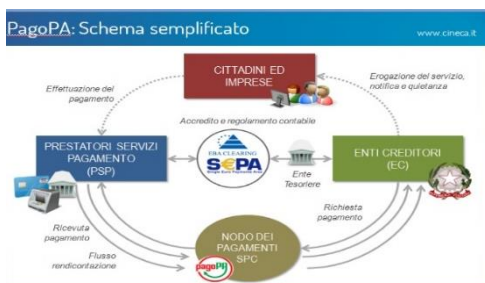 PagoPA: Schema semplificato
www.cineca.it
CITTADINI ED
IMPRESE
Effettuazione del
pagamento
Erogazione del servizio,
notifica e quietanza
Accredito e regolamento contabile
PRESTATORI SERVIZI
PAGAMENTO
(PSP)
EBA CLEARING
SEPA
Single Euro Payments Area
Ente
Tesoriere
ENTI CREDITORI
(EC)
Ricevuta
pagamento
Richiesta
pagamento
Flusso
rendicontazione
NODO DEI
PAGAMENTI
SPC
pagoPA